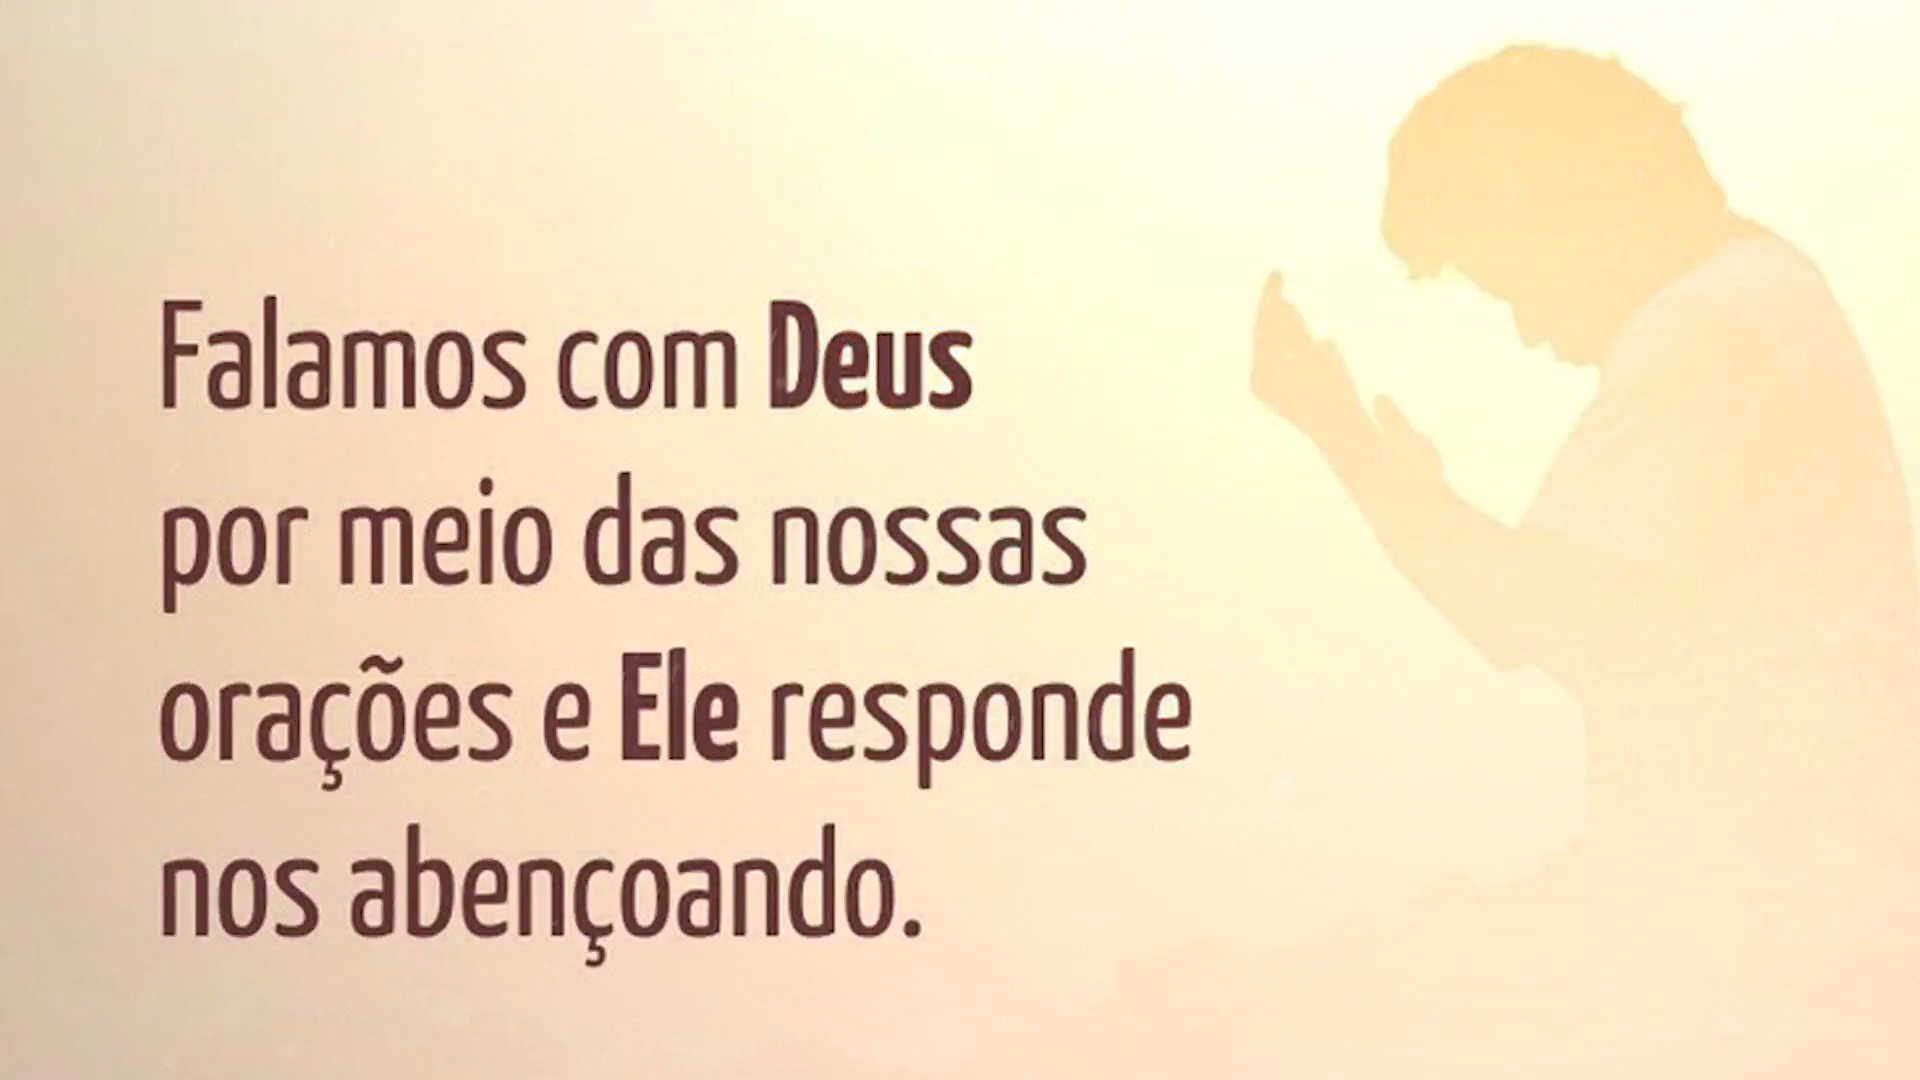 Falamos com Deus
por meio das nossas
orações e Ele responde
nos abençoando.